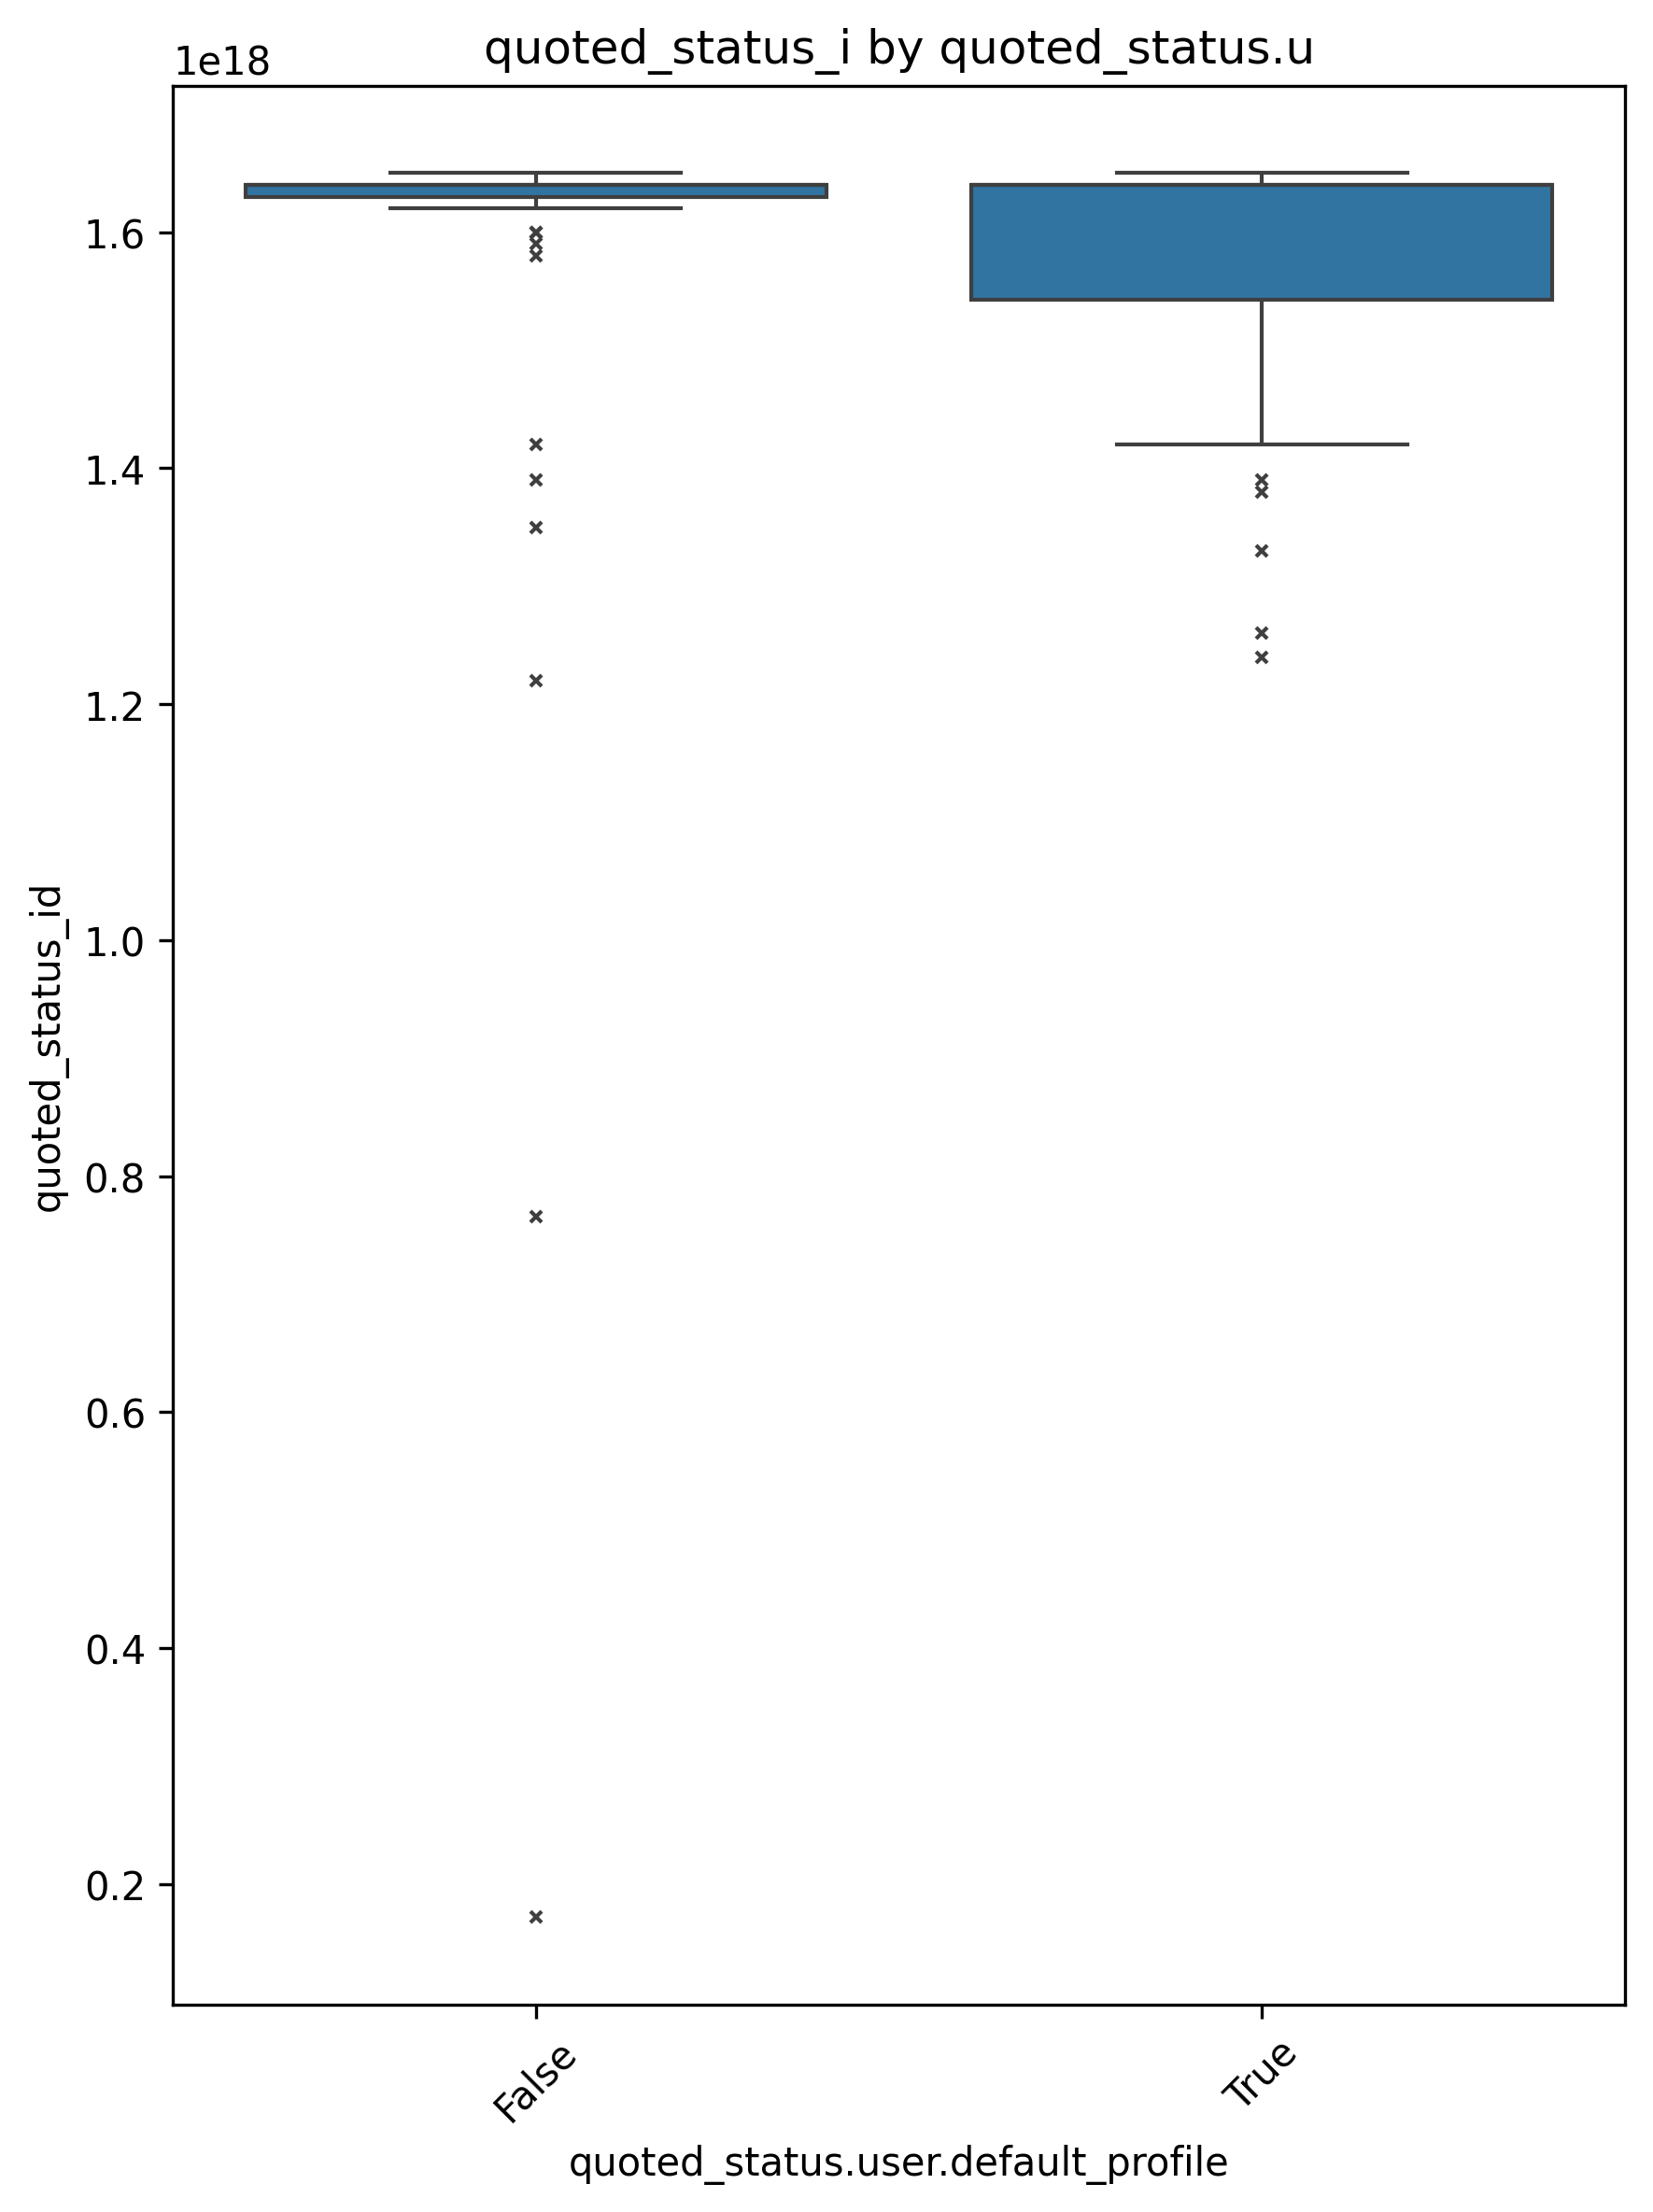 quoted_status_i by quoted_status.u
1e18
1.6
1.4
1.2
1.0
0.8
0.6
0.4
0.2
quoted_status_id
False
True
quoted_status.user.default_profile